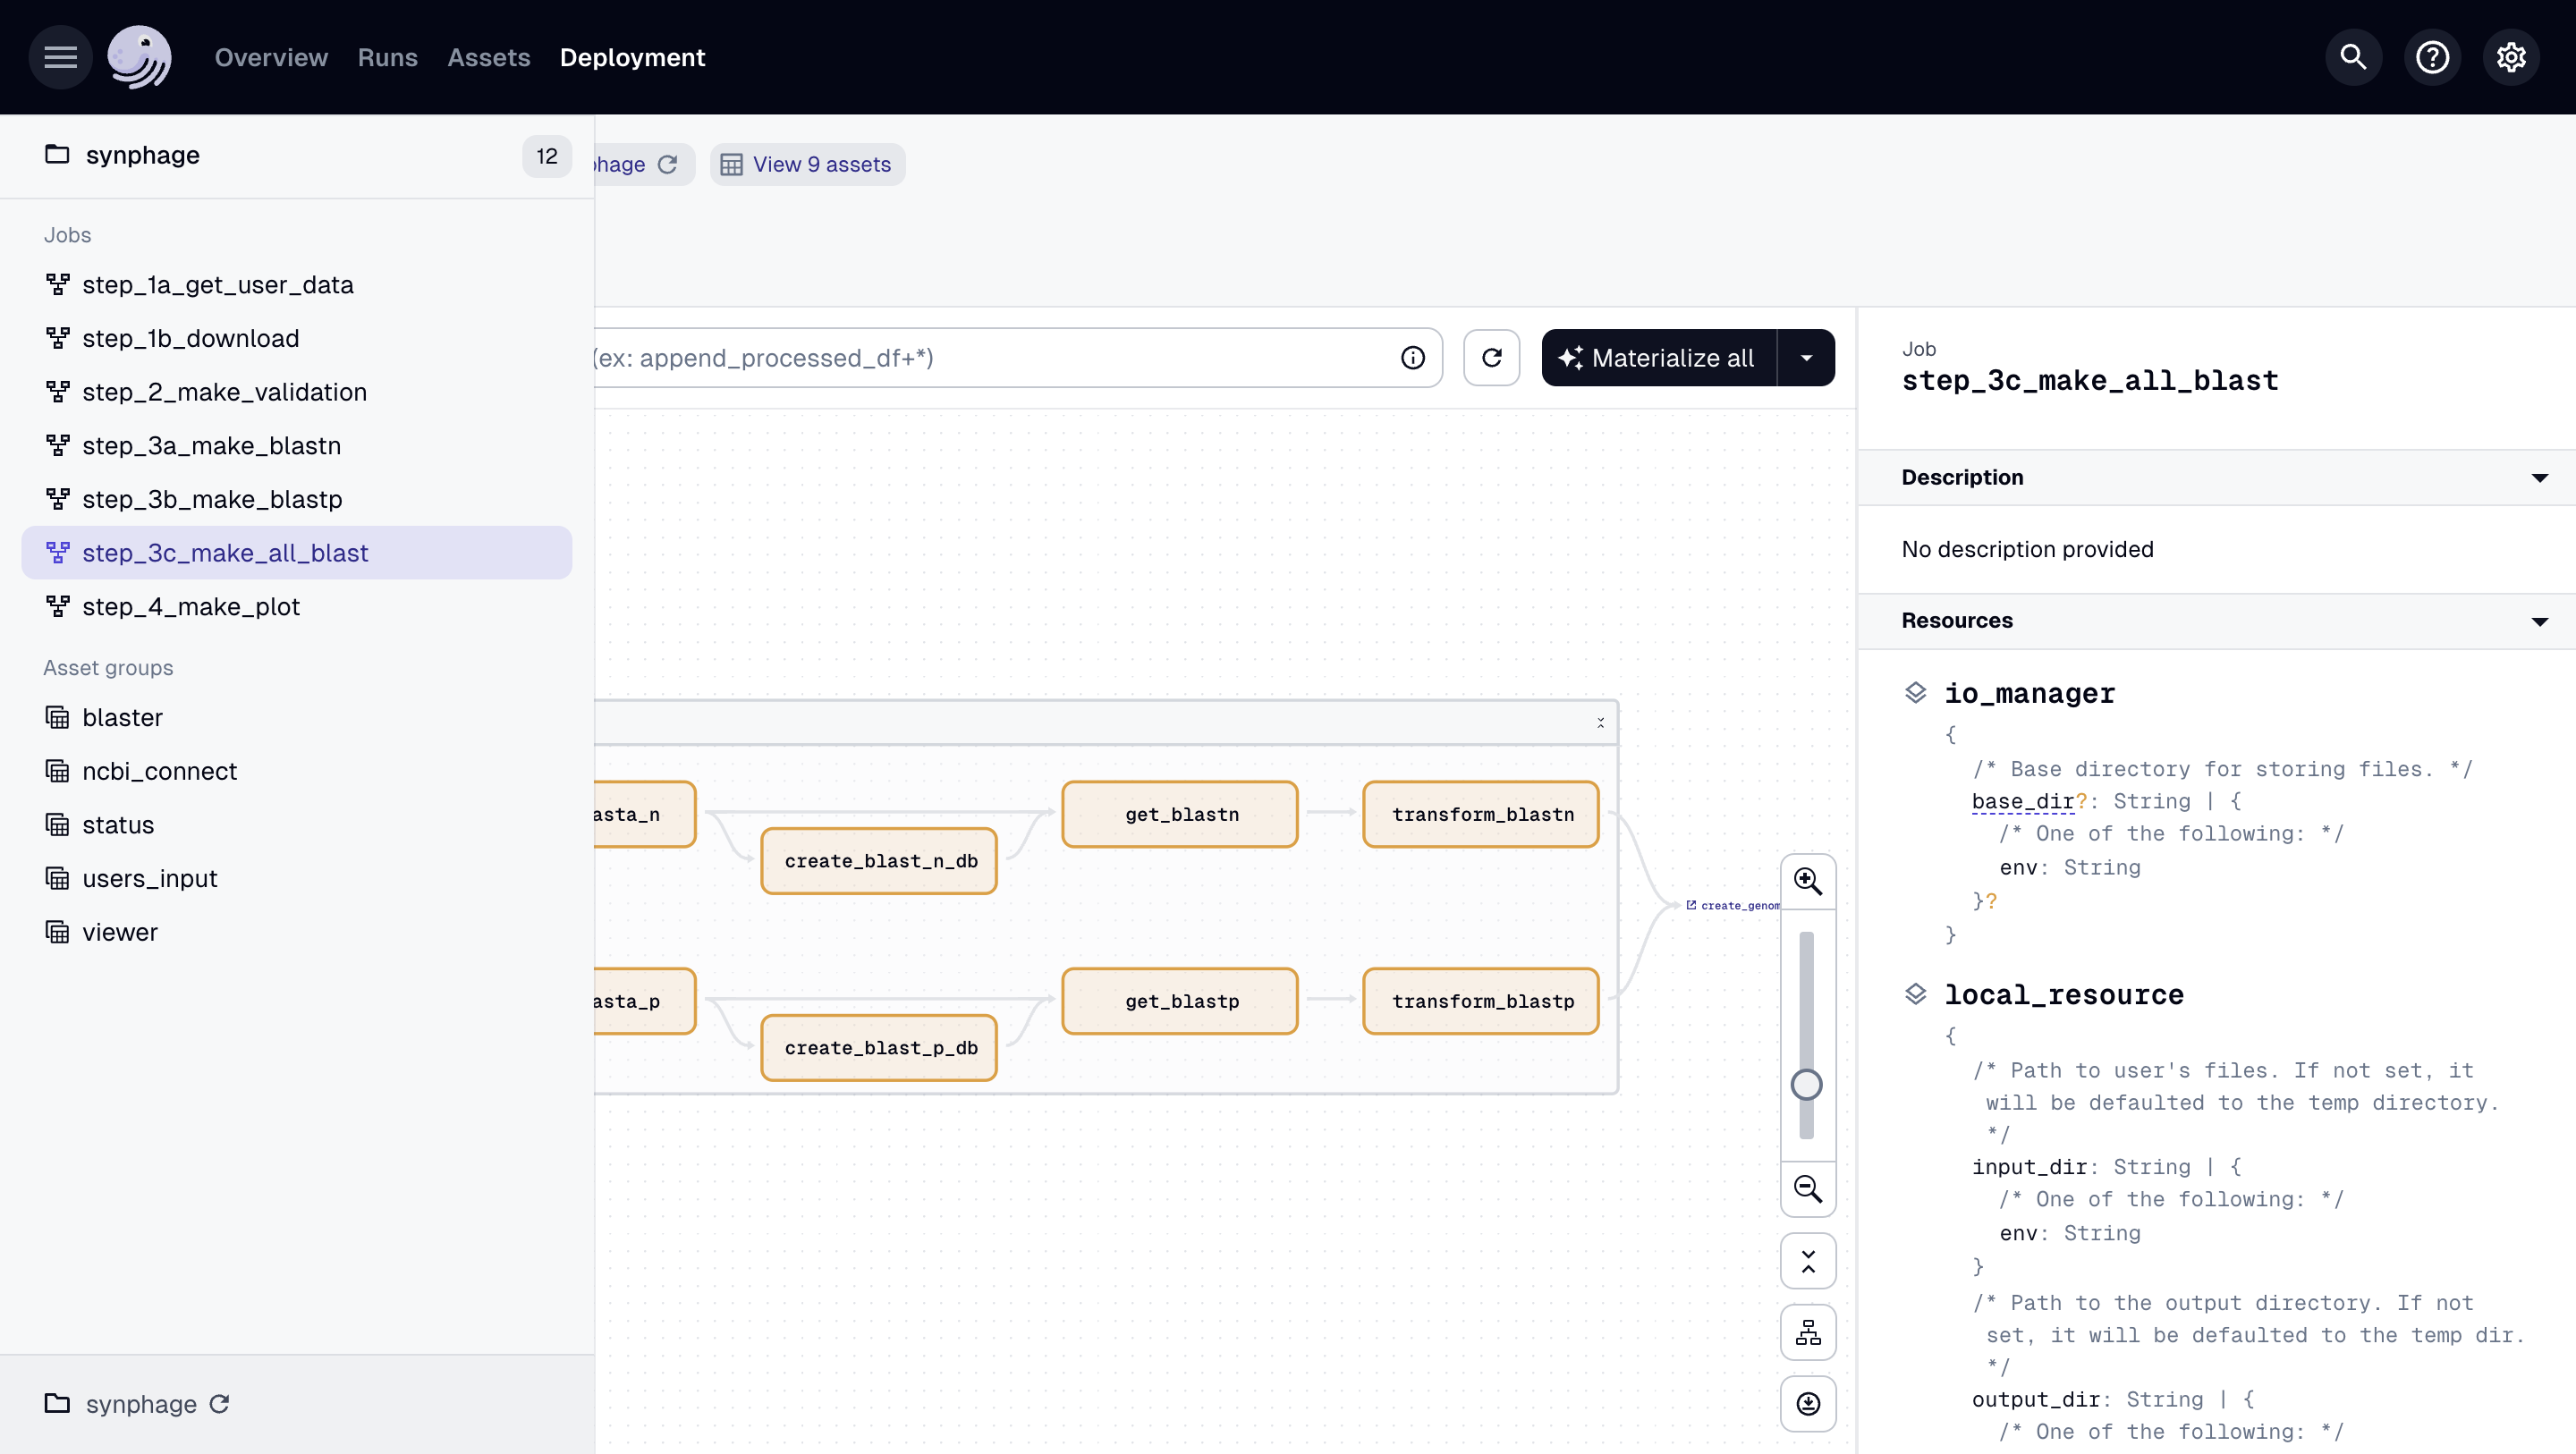 Overview Runs Assets Deployment
synphage 12
Jobs
step_1a_get_user_data
step_1b_download
step_2_make_validation
step_3a_make_blastn
step_3b_make_blastp
step_3c_make_all_blast
step_4_make_plot
Asset groups
blaster
ncbi_connect
status
users_input
viewer
synphage
phage View 9 assets
(ex: append_processed_df+*) Materialize all
asta_n
create_blast_n_db
get_blastn
transform_blastn
create_genom
asta_p
create_blast_p_db
get_blastp
transform_blastp
Job
step_3c_make_all_blast
Description
No description provided
Resources
io_manager
{
/* Base directory for storing files. */
base_dir?: String | {
/* One of the following: */
env: String
}?
}
local_resource
{
/* Path to user's files. If not set, it
will be defaulted to the temp directory.
*/
input_dir: String | {
/* One of the following: */
env: String
}
/* Path to the output directory. If not
set, it will be defaulted to the temp dir.
*/
output_dir: String | {
/* One of the following: */